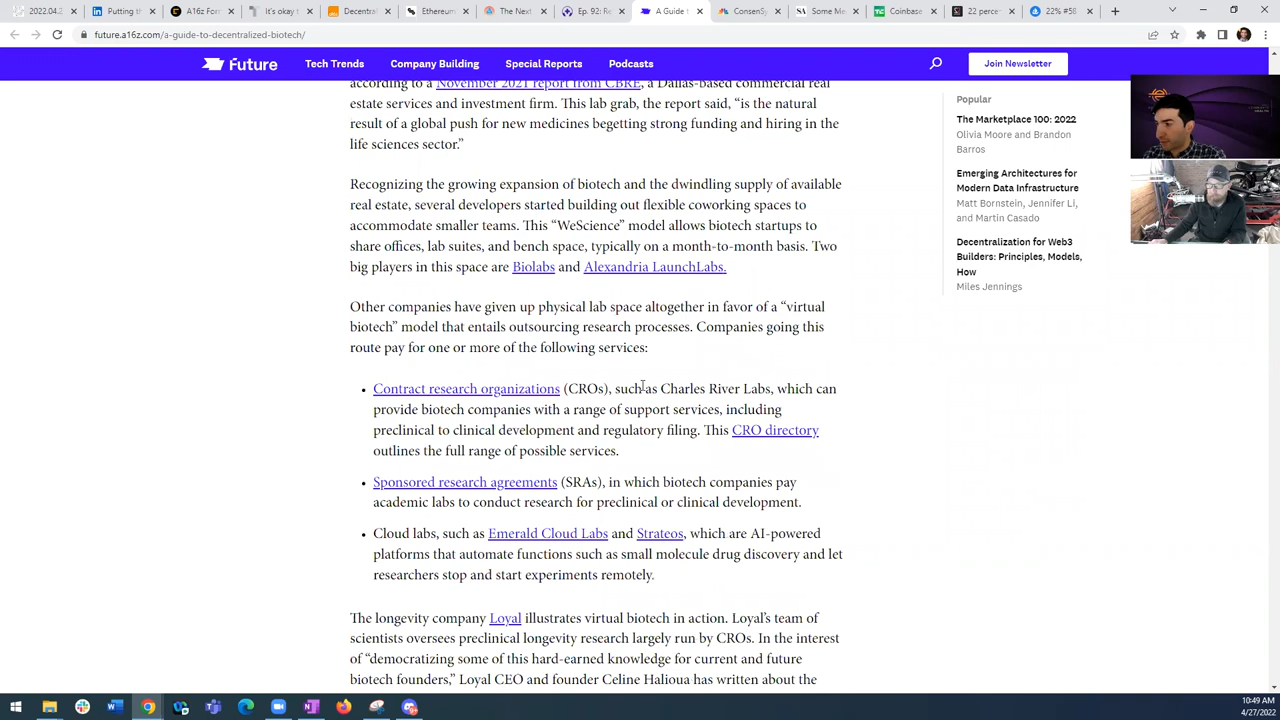 2022.04.2
Putting th
a16z Form
It's okay t
Decentral
Ethereum
The Next
Ep. 92: Re
A Guide t
ConsenSy
Some Me
Coinbase
22 percen
22% #58
future.a16z.com/a-guide-to-decentralized-biotech/
Future
Tech Trends
Company Building
Special Reports
Podcasts
Join Newsletter
according to a November 2021 report from CBRE, a Dallas-based commercial real
estate services and investment firm. This lab grab, the report said, “is the natural
result of a global push for new medicines begetting strong funding and hiring in the
life sciences sector.”
Recognizing the growing expansion of biotech and the dwindling supply of available
real estate, several developers started building out flexible coworking spaces to
accommodate smaller teams. This “WeScience” model allows biotech startups to
share offices, lab suites, and bench space, typically on a month-to-month basis. Two
big players in this space are Biolabs and Alexandria LaunchLabs.
Other companies have given up physical lab space altogether in favor of a “virtual
biotech” model that entails outsourcing research processes. Companies going this
route pay for one or more of the following services:
• Contract research organizations (CROs), such as Charles River Labs, which can
provide biotech companies with a range of support services, including
preclinical to clinical development and regulatory filing. This CRO directory
outlines the full range of possible services.
• Sponsored research agreements (SRAs), in which biotech companies pay
academic labs to conduct research for preclinical or clinical development.
• Cloud labs, such as Emerald Cloud Labs and Strateos, which are AI-powered
platforms that automate functions such as small molecule drug discovery and let
researchers stop and start experiments remotely.
The longevity company Loyal illustrates virtual biotech in action. Loyal’s team of
scientists oversees preclinical longevity research largely run by CROs. In the interest
of “democratizing some of this hard-earned knowledge for current and future
biotech founders,” Loyal CEO and founder Celine Halioua has written about the
Popular
The Marketplace 100: 2022
Olivia Moore and Brandon
Barros
Emerging Architectures for
Modern Data Infrastructure
Matt Bornstein, Jennifer Li,
and Martin Casado
Decentralization for Web3
Builders: Principles, Models,
How
Miles Jennings
10:49 AM
4/27/2022